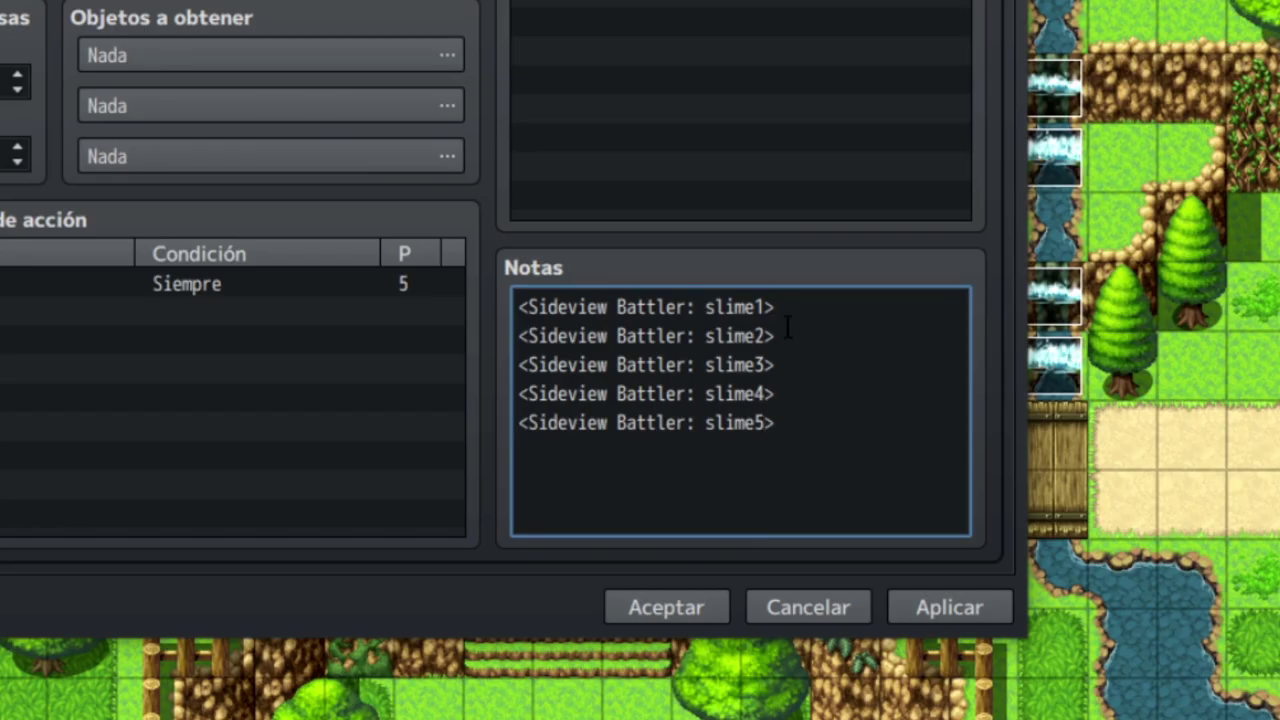 sas
Objetos a obtener
Nada
Nada
Nada
de acción
Condición
P
Siempre
5
Notas
<Sideview Battler: slime1>
<Sideview Battler: slime2>
<Sideview Battler: slime3>
<Sideview Battler: slime4>
<Sideview Battler: slime5>
Aceptar
Cancelar
Aplicar